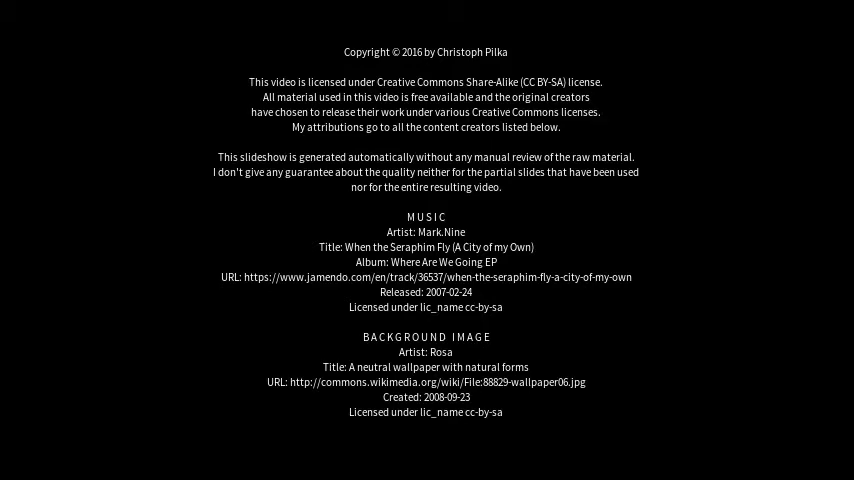 Copyright © 2016 by Christoph Pilka
This video is licensed under Creative Commons Share-Alike (CC BY-SA) license.
All material used in this video is free available and the original creators
have chosen to release their work under various Creative Commons licenses.
My attributions go to all the content creators listed below.
This slideshow is generated automatically without any manual review of the raw material.
I don't give any guarantee about the quality neither for the partial slides that have been used
nor for the entire resulting video.
M U S I C
Artist: Mark.Nine
Title: When the Seraphim Fly (A City of my Own)
Album: Where Are We Going EP
URL: https://www.jamendo.com/en/track/36537/when-the-seraphim-fly-a-city-of-my-own
Released: 2007-02-24
Licensed under lic_name cc-by-sa
B A C K G R O U N D   I M A G E
Artist: Rosa
Title: A neutral wallpaper with natural forms
URL: http://commons.wikimedia.org/wiki/File:88829-wallpaper06.jpg
Created: 2008-09-23
Licensed under lic_name cc-by-sa